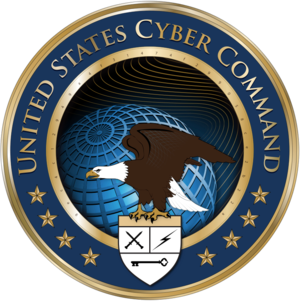 UNITED STATES CYBER COMMAND